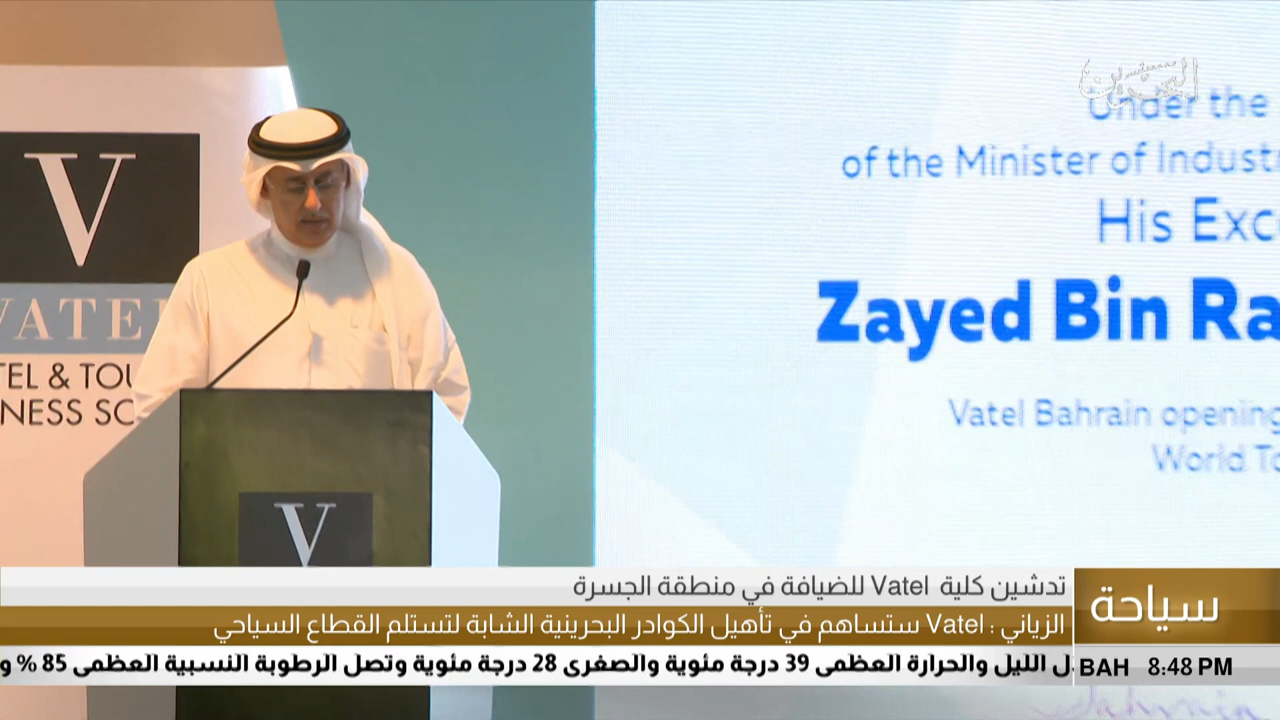 البحرين
Under the
of the Minister of Industr
His Exc
Zayed Bin Ra
Vatel Bahrain opening
World To
V
VATEL
TEL & TOU
NESS SC
V
سياحة
تدشين كلية Vatel للضيافة في منطقة الجسرة
الزياني : Vatel ستساهم في تأهيل الكوادر البحرينية الشابة لتستلم القطاع السياحي
BAH 8:48 PM
ل الليل والحرارة العظمى 39 درجة مئوية والصغرى 28 درجة مئوية وتصل الرطوبة النسبية العظمى 85 % و